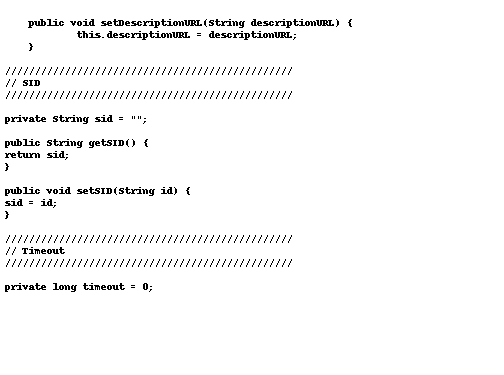 public void setDescriptionURL(String descriptionURL) {
this.descriptionURL = descriptionURL;
}
////////////////////////////////////////////////
// SID
////////////////////////////////////////////////
private String sid = "";
public String getSID() {
return sid;
}
public void setSID(String id) {
sid = id;
}
////////////////////////////////////////////////
// Timeout
////////////////////////////////////////////////
private long timeout = 0;